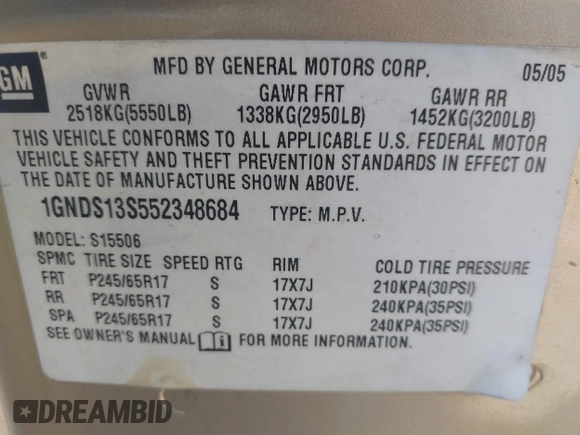 GM
MFD BY GENERAL MOTORS CORP. 05/05
GVWR GAWR FRT GAWR RR
2518KG(5550LB) 1338KG(2950LB) 1452KG(3200LB)
THIS VEHICLE CONFORMS TO ALL APPLICABLE U.S. FEDERAL MOTOR
VEHICLE SAFETY AND THEFT PREVENTION STANDARDS IN EFFECT ON
THE DATE OF MANUFACTURE SHOWN ABOVE.
1GNDS13S552348684 TYPE: M.P.V.
MODEL: S15506
SPMC TIRE SIZE SPEED RTG RIM COLD TIRE PRESSURE
FRT P245/65R17 S 17X7J 210KPA(30PSI)
RR P245/65R17 S 17X7J 240KPA(35PSI)
SPA P245/65R17 S 17X7J 240KPA(35PSI)
SEE OWNER'S MANUAL i FOR MORE INFORMATION.
DREAMBID